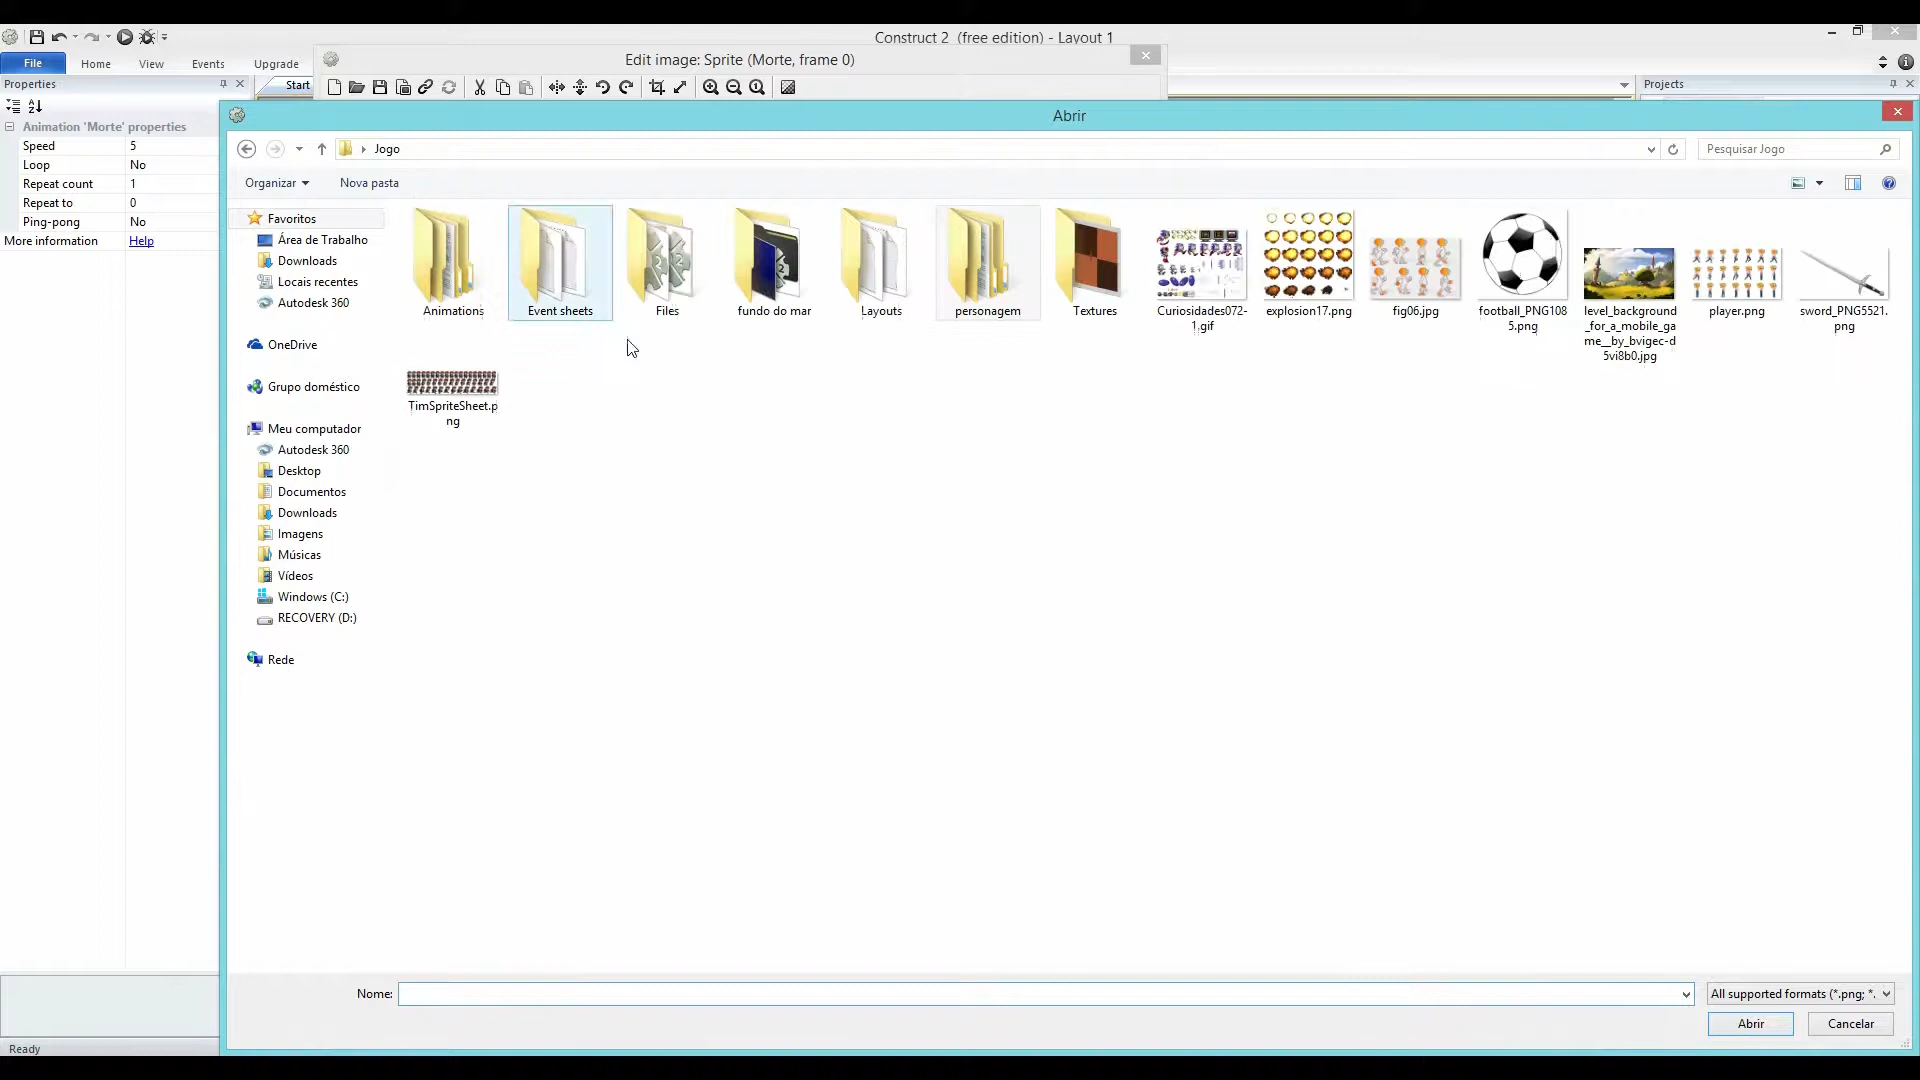 Construct 2  (free edition) - Layout 1
File
Home
View
Events
Upgrade
Edit image: Sprite (Morte, frame 0)
Properties
Start
Projects
Animation 'Morte' properties
Speed 5
Loop No
Repeat count 1
Repeat to 0
Ping-pong No
More information Help
Abrir
Jogo
Pesquisar Jogo
Organizar
Nova pasta
Favoritos
Área de Trabalho
Downloads
Locais recentes
Autodesk 360
OneDrive
Grupo doméstico
Meu computador
Autodesk 360
Desktop
Documentos
Downloads
Imagens
Músicas
Vídeos
Windows (C:)
RECOVERY (D:)
Rede
Animations
Event sheets
Files
fundo do mar
Layouts
personagem
Textures
Curiosidades072-
1.gif
explosion17.png
fig06.jpg
football_PNG108
5.png
level_background
_for_a_mobile_ga
me__by_bvigec-d
5vi8b0.jpg
player.png
sword_PNG5521.
png
TimSpriteSheet.p
ng
Nome:
All supported formats (*.png; *.
Abrir
Cancelar
Ready